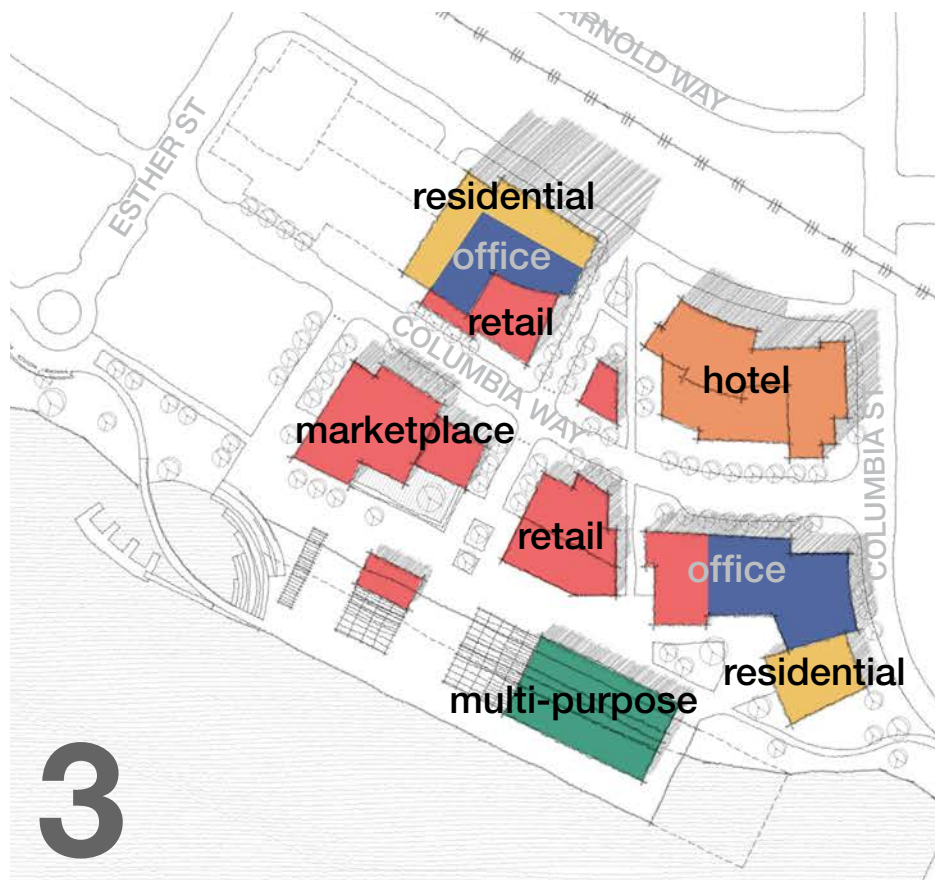 ARNOLD WAY
ESTHER ST
residential
office
retail
COLUMBIA WAY
hotel
marketplace
COLUMBIA ST
retail
office
residential
multi-purpose
3